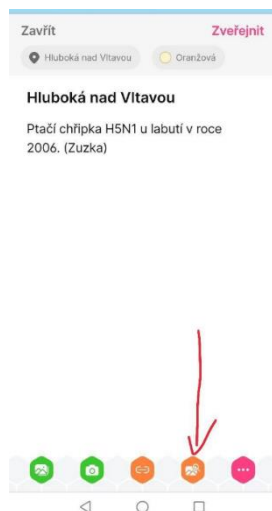 Zavřít Zveřejnit
Hluboká nad Vltavou Oranžová
Hluboká nad Vltavou
Ptačí chřipka H5N1 u labutí v roce
2006. (Zuzka)